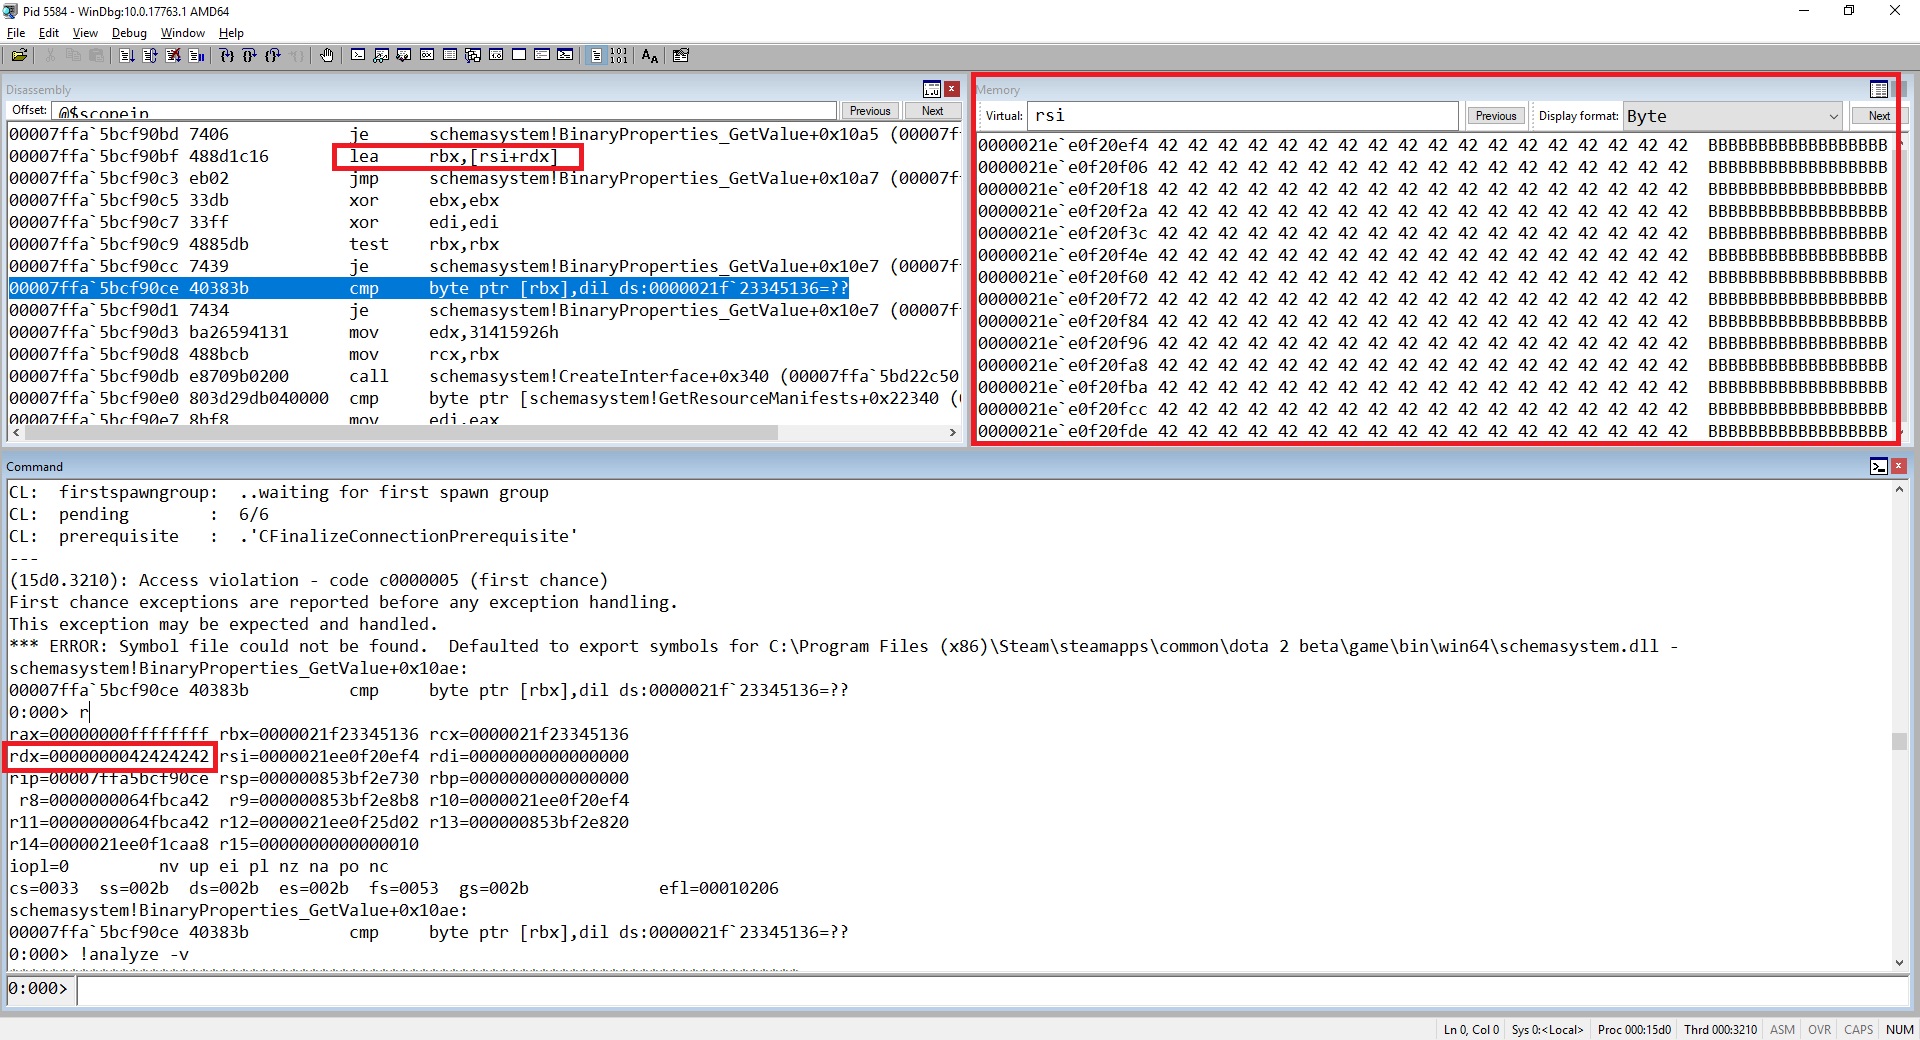 Pid 5584 - WinDbg:10.0.17763.1 AMD64
File Edit View Debug Window Help
Disassembly
Offset: @$scopeip Previous Next
00007ffa`5bcf90bd 7406 je schemasystem!BinaryProperties_GetValue+0x10a5 (00007f
00007ffa`5bcf90bf 488d1c16 lea rbx,[rsi+rdx]
00007ffa`5bcf90c3 eb02 jmp schemasystem!BinaryProperties_GetValue+0x10a7 (00007f
00007ffa`5bcf90c5 33db xor ebx,ebx
00007ffa`5bcf90c7 33ff xor edi,edi
00007ffa`5bcf90c9 4885db test rbx,rbx
00007ffa`5bcf90cc 7439 je schemasystem!BinaryProperties_GetValue+0x10e7 (00007f
00007ffa`5bcf90ce 40383b cmp byte ptr [rbx],dil ds:0000021f`23345136=??
00007ffa`5bcf90d1 7434 je schemasystem!BinaryProperties_GetValue+0x10e7 (00007f
00007ffa`5bcf90d3 ba26594131 mov edx,31415926h
00007ffa`5bcf90d8 488bcb mov rcx,rbx
00007ffa`5bcf90db e8709b0200 call schemasystem!CreateInterface+0x340 (00007ffa`5bd22c50
00007ffa`5bcf90e0 803d29db040000 cmp byte ptr [schemasystem!GetResourceManifests+0x22340 (
00007ffa`5bcf90e7 8bf8 mov edi,eax
Memory
Virtual: rsi Previous Display format: Byte Next
0000021e`e0f20ef4 42 42 42 42 42 42 42 42 42 42 42 42 42 42 42 42 42 42 BBBBBBBBBBBBBBBBBB
0000021e`e0f20f06 42 42 42 42 42 42 42 42 42 42 42 42 42 42 42 42 42 42 BBBBBBBBBBBBBBBBBB
0000021e`e0f20f18 42 42 42 42 42 42 42 42 42 42 42 42 42 42 42 42 42 42 BBBBBBBBBBBBBBBBBB
0000021e`e0f20f2a 42 42 42 42 42 42 42 42 42 42 42 42 42 42 42 42 42 42 BBBBBBBBBBBBBBBBBB
0000021e`e0f20f3c 42 42 42 42 42 42 42 42 42 42 42 42 42 42 42 42 42 42 BBBBBBBBBBBBBBBBBB
0000021e`e0f20f4e 42 42 42 42 42 42 42 42 42 42 42 42 42 42 42 42 42 42 BBBBBBBBBBBBBBBBBB
0000021e`e0f20f60 42 42 42 42 42 42 42 42 42 42 42 42 42 42 42 42 42 42 BBBBBBBBBBBBBBBBBB
0000021e`e0f20f72 42 42 42 42 42 42 42 42 42 42 42 42 42 42 42 42 42 42 BBBBBBBBBBBBBBBBBB
0000021e`e0f20f84 42 42 42 42 42 42 42 42 42 42 42 42 42 42 42 42 42 42 BBBBBBBBBBBBBBBBBB
0000021e`e0f20f96 42 42 42 42 42 42 42 42 42 42 42 42 42 42 42 42 42 42 BBBBBBBBBBBBBBBBBB
0000021e`e0f20fa8 42 42 42 42 42 42 42 42 42 42 42 42 42 42 42 42 42 42 BBBBBBBBBBBBBBBBBB
0000021e`e0f20fba 42 42 42 42 42 42 42 42 42 42 42 42 42 42 42 42 42 42 BBBBBBBBBBBBBBBBBB
0000021e`e0f20fcc 42 42 42 42 42 42 42 42 42 42 42 42 42 42 42 42 42 42 BBBBBBBBBBBBBBBBBB
0000021e`e0f20fde 42 42 42 42 42 42 42 42 42 42 42 42 42 42 42 42 42 42 BBBBBBBBBBBBBBBBBB
Command
CL: firstspawngroup: ..waiting for first spawn group
CL: pending : 6/6
CL: prerequisite : .'CFinalizeConnectionPrerequisite'
---
(15d0.3210): Access violation - code c0000005 (first chance)
First chance exceptions are reported before any exception handling.
This exception may be expected and handled.
*** ERROR: Symbol file could not be found. Defaulted to export symbols for C:\Program Files (x86)\Steam\steamapps\common\dota 2 beta\game\bin\win64\schemasystem.dll -
schemasystem!BinaryProperties_GetValue+0x10ae:
00007ffa`5bcf90ce 40383b cmp byte ptr [rbx],dil ds:0000021f`23345136=??
0:000> r
rax=00000000ffffffff rbx=0000021f23345136 rcx=0000021f23345136
rdx=0000000042424242 rsi=0000021ee0f20ef4 rdi=0000000000000000
rip=00007ffa5bcf90ce rsp=000000853bf2e730 rbp=0000000000000000
r8=0000000064fbca42 r9=000000853bf2e8b8 r10=0000021ee0f20ef4
r11=0000000064fbca42 r12=0000021ee0f25d02 r13=000000853bf2e820
r14=0000021ee0f1caa8 r15=0000000000000010
iopl=0 nv up ei pl nz na po nc
cs=0033 ss=002b ds=002b es=002b fs=0053 gs=002b efl=00010206
schemasystem!BinaryProperties_GetValue+0x10ae:
00007ffa`5bcf90ce 40383b cmp byte ptr [rbx],dil ds:0000021f`23345136=??
0:000> !analyze -v
0:000>
Ln 0, Col 0 Sys 0:<Local> Proc 000:15d0 Thrd 000:3210 ASM OVR CAPS NUM